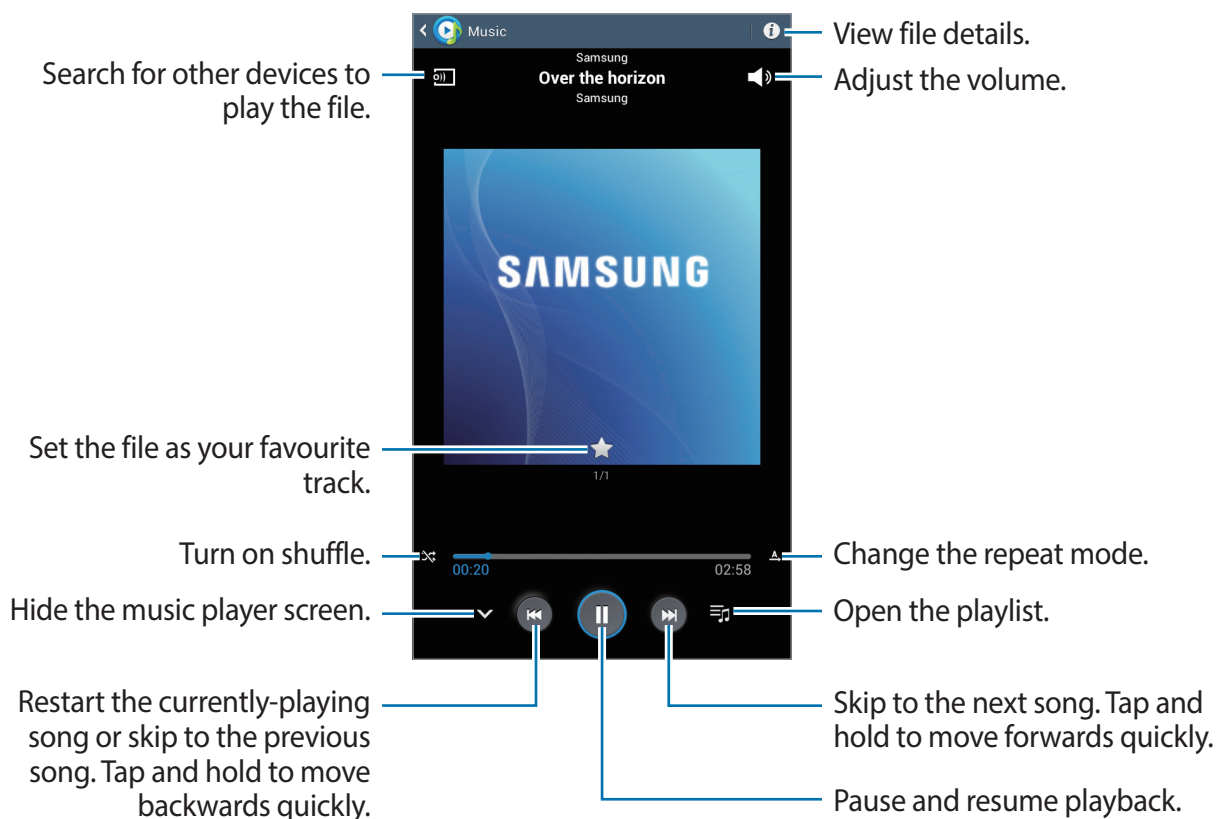 Music
View file details.
Search for other devices to
play the file.
Samsung
Over the horizon
Samsung
Adjust the volume.
SAMSUNG
Set the file as your favourite
track.
1/1
Turn on shuffle.
00:20
02:58
A
Change the repeat mode.
Hide the music player screen.
Open the playlist.
Restart the currently-playing
song or skip to the previous
song. Tap and hold to move
backwards quickly.
Skip to the next song. Tap and
hold to move forwards quickly.
Pause and resume playback.